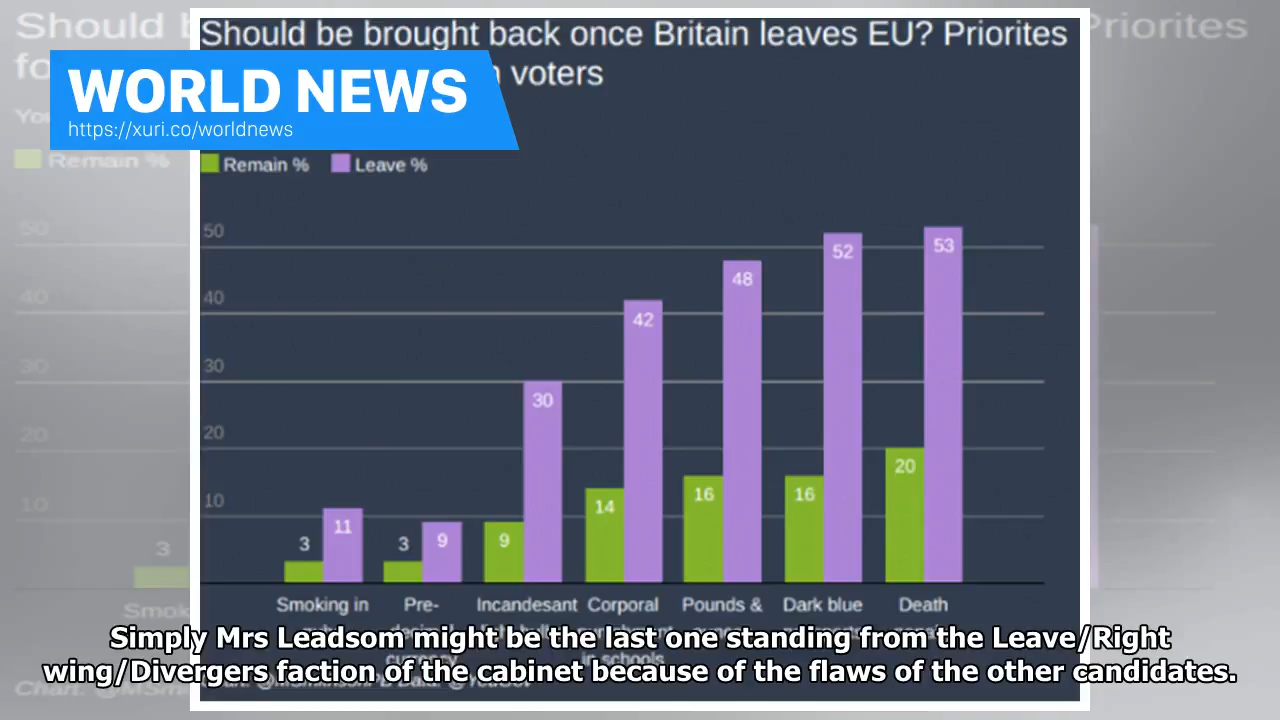 Should be brought back once Britain leaves EU? Priorites
voters
WORLD NEWS
https://xuri.co/worldnews
Remain % Leave %
50
40
30
20
10
3 11 3 9 9 30 14 42 16 48 16 52 20 53
Smoking in Pre- Incandesant Corporal Pounds & Dark blue Death
currency in schools
Simply Mrs Leadsom might be the last one standing from the Leave/Right
wing/Divergers faction of the cabinet because of the flaws of the other candidates.